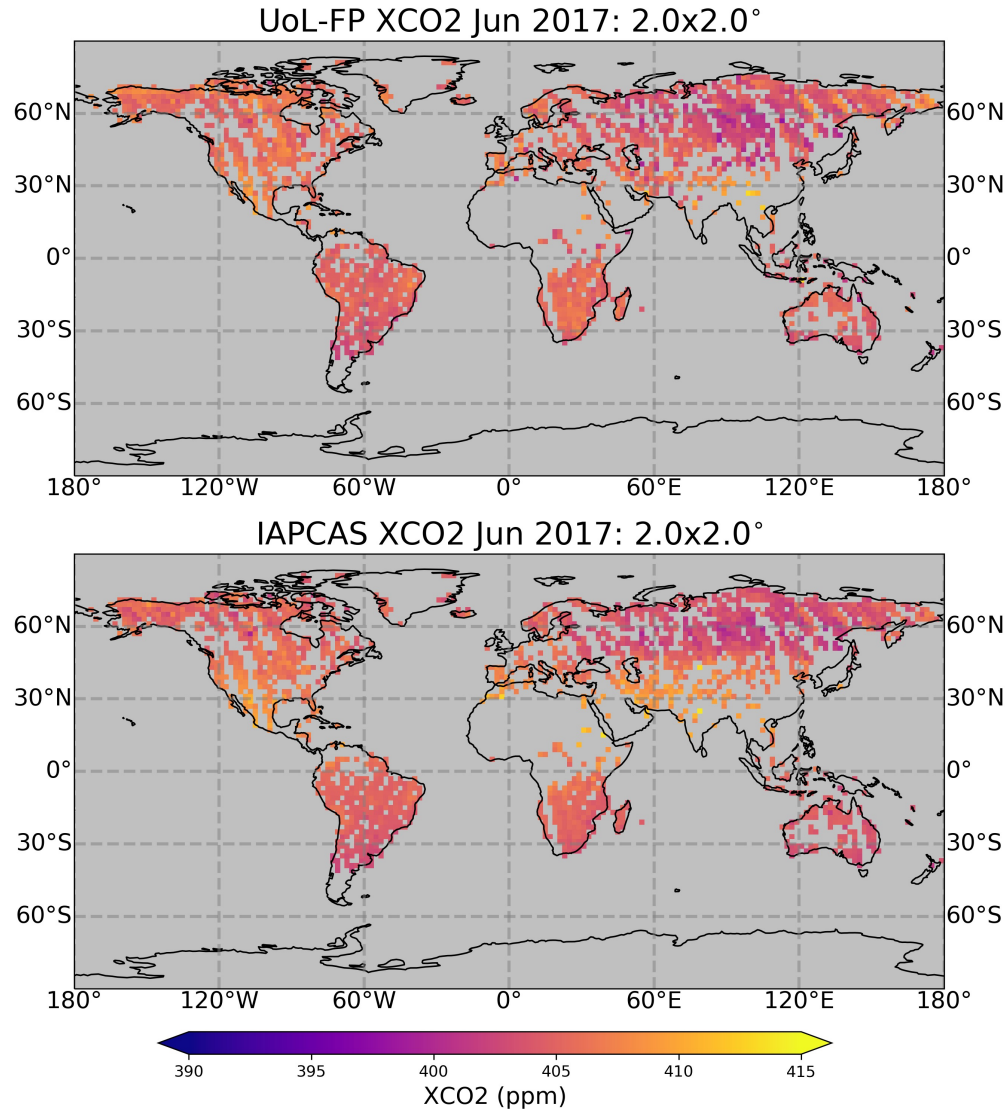 UoL-FP XCO2 Jun 2017: 2.0x2.0°
60°N 60°N
30°N 30°N
0° 0°
30°S 30°S
60°S 60°S
180° 120°W 60°W 0° 60°E 120°E 180°
IAPCAS XCO2 Jun 2017: 2.0x2.0°
60°N 60°N
30°N 30°N
0° 0°
30°S 30°S
60°S 60°S
180° 120°W 60°W 0° 60°E 120°E 180°
390 395 400 405 410 415
XCO2 (ppm)